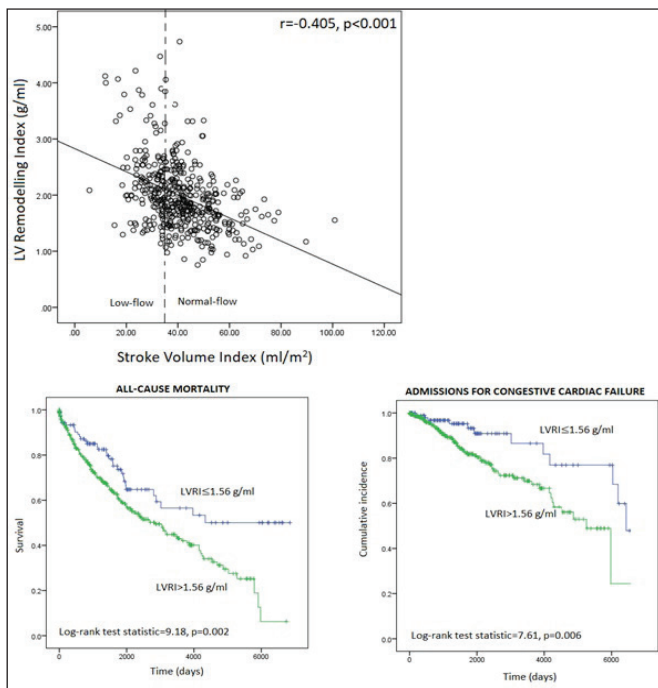 r=-0.405, p<0.001
LV Remodelling Index (g/ml)
5.00
4.00
3.00
2.00
1.00
.00
Low-flow
Normal-flow
.00 20.00 40.00 60.00 80.00 100.00 120.00
Stroke Volume Index (ml/m²)
ALL-CAUSE MORTALITY
Survival
1.0
0.8
0.6
0.4
0.2
0.0
LVRI≤1.56 g/ml
LVRI>1.56 g/ml
Log-rank test statistic=9.18, p=0.002
0 2000 4000 6000
Time (days)
ADMISSIONS FOR CONGESTIVE CARDIAC FAILURE
Cumulative incidence
1.0
0.8
0.6
0.4
0.2
0.0
LVRI≤1.56 g/ml
LVRI>1.56 g/ml
Log-rank test statistic=7.61, p=0.006
0 2000 4000 6000
Time (days)